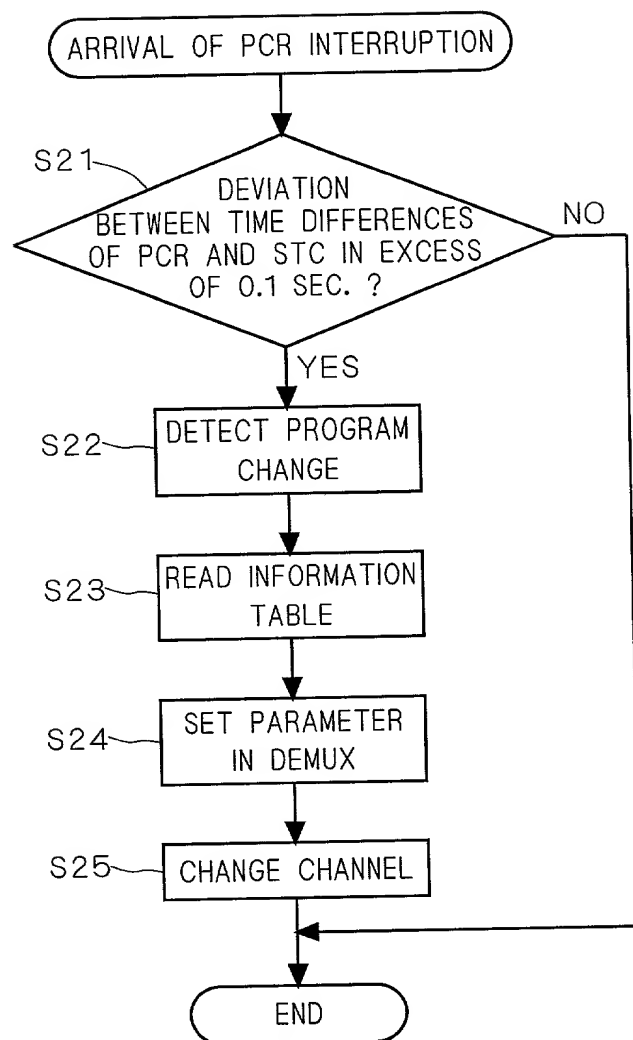 ARRIVAL OF PCR INTERRUPTION
S21
DEVIATION
BETWEEN TIME DIFFERENCES
OF PCR AND STC IN EXCESS
OF 0.1 SEC. ?
NO
YES
S22
DETECT PROGRAM
CHANGE
S23
READ INFORMATION
TABLE
S24
SET PARAMETER
IN DEMUX
S25
CHANGE CHANNEL
END